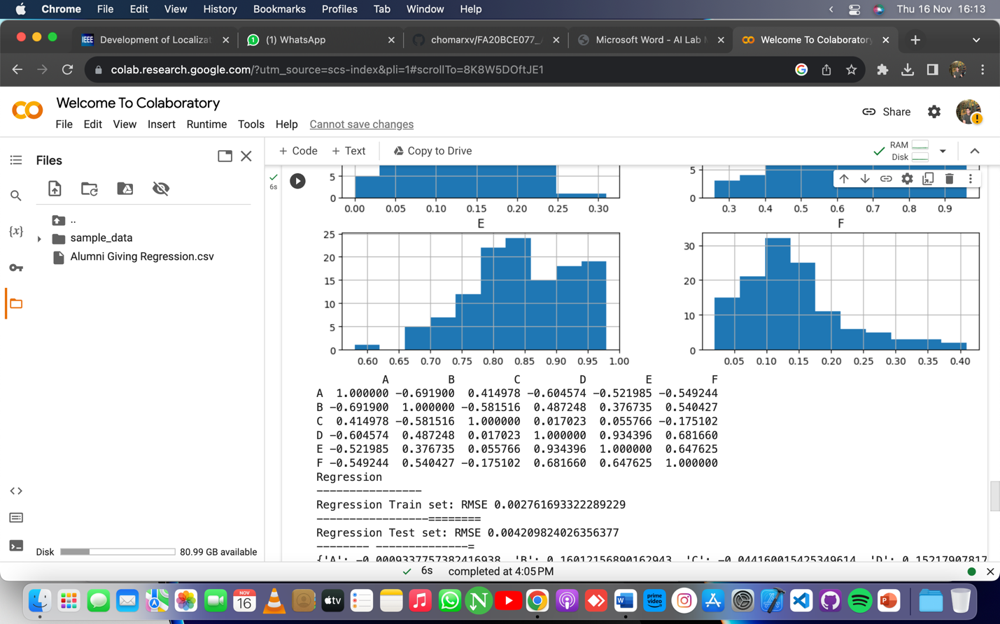 Chrome File Edit View History Bookmarks Profiles Tab Window Help Thu 16 Nov 16:13
IEEE Development of Localizat (1) WhatsApp chomarxv/FA20BCE077_ Microsoft Word - AI Lab Welcome To Colaboratory
colab.research.google.com/?utm_source=scs-index&pli=1#scrollTo=8K8W5DOftJE1
Welcome To Colaboratory
File Edit View Insert Runtime Tools Help Cannot save changes
Share
Files
+ Code + Text Copy to Drive
RAM
Disk
..
sample_data
Alumni Giving Regression.csv
{x}
6s
5
0
0.00 0.05 0.10 0.15 0.20 0.25 0.30
5
0
0.3 0.4 0.5 0.6 0.7 0.8 0.9
E
25
20
15
10
5
0
0.60 0.65 0.70 0.75 0.80 0.85 0.90 0.95 1.00
F
30
20
10
0
0.05 0.10 0.15 0.20 0.25 0.30 0.35 0.40
A B C D E F
A 1.000000 -0.691900 0.414978 -0.604574 -0.521985 -0.549244
B -0.691900 1.000000 -0.581516 0.487248 0.376735 0.540427
C 0.414978 -0.581516 1.000000 0.017023 0.055766 -0.175102
D -0.604574 0.487248 0.017023 1.000000 0.934396 0.681660
E -0.521985 0.376735 0.055766 0.934396 1.000000 0.647625
F -0.549244 0.540427 -0.175102 0.681660 0.647625 1.000000
Regression
----------------
Regression Train set: RMSE 0.002761693322289229
-----------------========
Regression Test set: RMSE 0.004209824026356377
-------- --------------=
{'A': -0.0009337757382416938, 'B': 0.16012156890162943, 'C': -0.044160015425349614, 'D': 0.15217907817
Disk 80.99 GB available
6s completed at 4:05 PM
NOV
16
tv
prime video